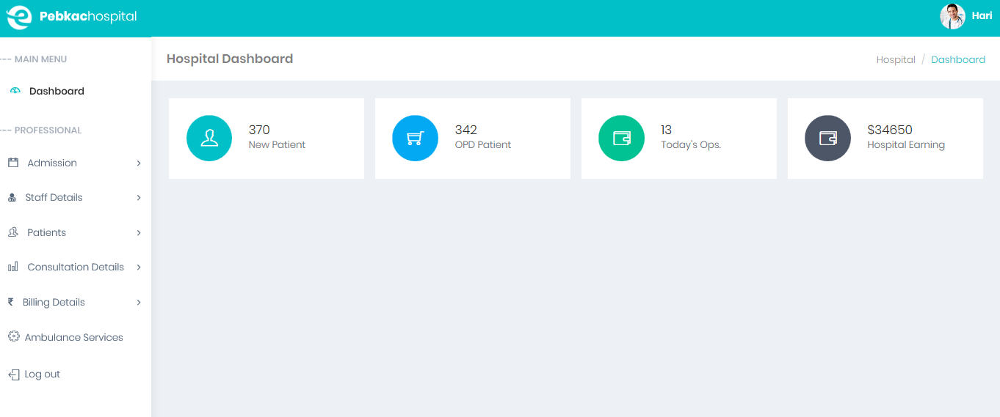 Pebkachospital
Hari
--- MAIN MENU
Dashboard
--- PROFESSIONAL
Admission
Staff Details
Patients
Consultation Details
₹ Billing Details
Ambulance Services
Log out
Hospital Dashboard
Hospital / Dashboard
370
New Patient
342
OPD Patient
13
Today's Ops.
$34650
Hospital Earning